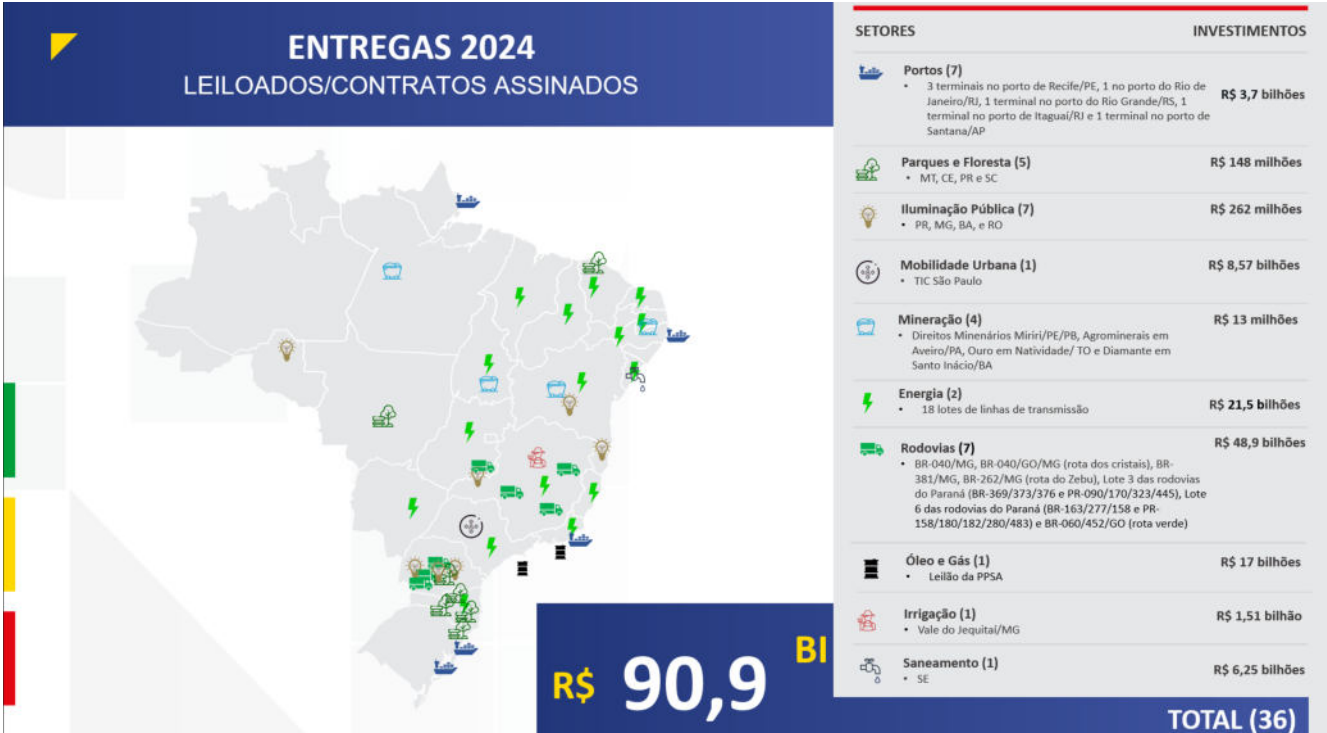 ENTREGAS 2024
LEILOADOS/CONTRATOS ASSINADOS
SETORES INVESTIMENTOS
Portos (7)
• 3 terminais no porto de Recife/PE, 1 no porto do Rio de
Janeiro/RJ, 1 terminal no porto do Rio Grande/RS, 1
terminal no porto de Itaguaí/RJ e 1 terminal no porto de
Santana/AP
R$ 3,7 bilhões
Parques e Floresta (5) R$ 148 milhões
• MT, CE, PR e SC
Iluminação Pública (7) R$ 262 milhões
• PR, MG, BA, e RO
Mobilidade Urbana (1) R$ 8,57 bilhões
• TIC São Paulo
Mineração (4) R$ 13 milhões
• Direitos Minenários Miriri/PE/PB, Agrominerais em
Aveiro/PA, Ouro em Natividade/ TO e Diamante em
Santo Inácio/BA
Energia (2)
• 18 lotes de linhas de transmissão R$ 21,5 bilhões
Rodovias (7) R$ 48,9 bilhões
• BR-040/MG, BR-040/GO/MG (rota dos cristais), BR-
381/MG, BR-262/MG (rota do Zebu), Lote 3 das rodovias
do Paraná (BR-369/373/376 e PR-090/170/323/445), Lote
6 das rodovias do Paraná (BR-163/277/158 e PR-
158/180/182/280/483) e BR-060/452/GO (rota verde)
Óleo e Gás (1) R$ 17 bilhões
• Leilão da PPSA
Irrigação (1) R$ 1,51 bilhão
• Vale do Jequitaí/MG
Saneamento (1) R$ 6,25 bilhões
• SE
R$ 90,9 BI
TOTAL (36)